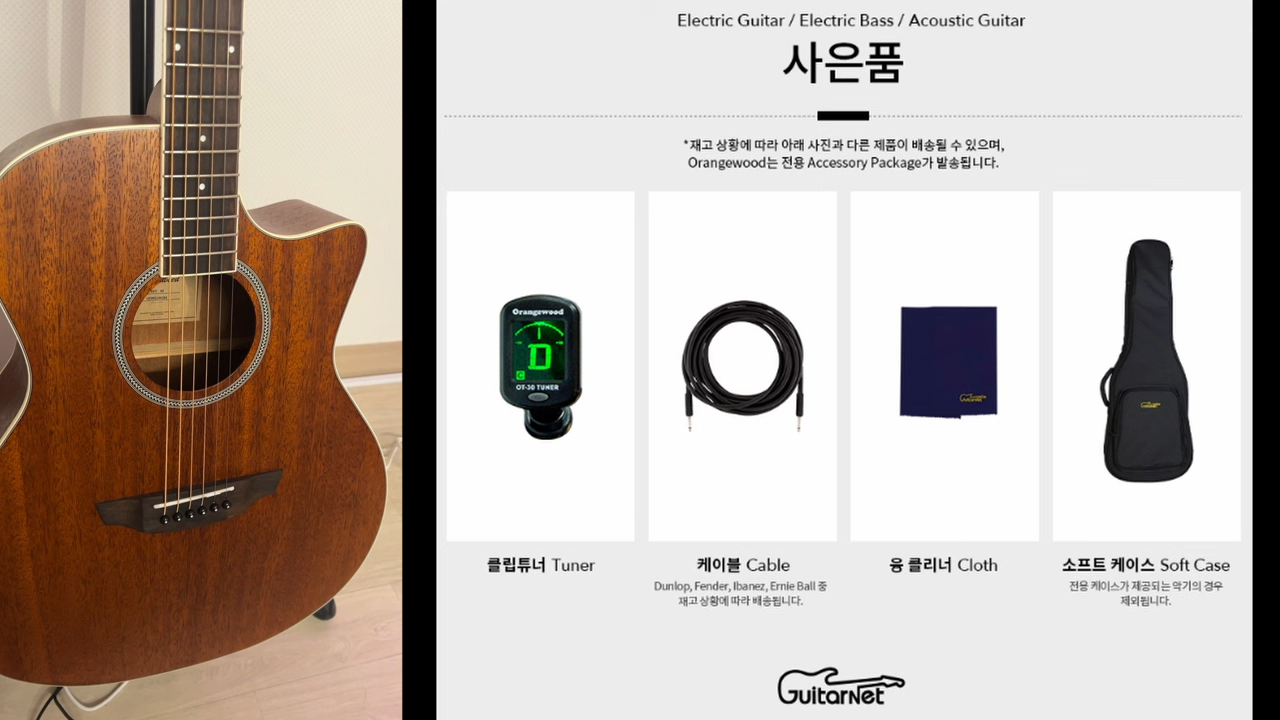 Electric Guitar / Electric Bass / Acoustic Guitar
사은품
*재고 상황에 따라 아래 사진과 다른 제품이 배송될 수 있으며,
Orangewood는 전용 Accessory Package가 발송됩니다.
Orangewood
D
C
OT-30 TUNER
GuitarNet
GuitarNet
클립튜너 Tuner
케이블 Cable
Dunlop, Fender, Ibanez, Ernie Ball 중
재고 상황에 따라 배송됩니다.
융 클리너 Cloth
소프트 케이스 Soft Case
전용 케이스가 제공되는 악기의 경우
제외됩니다.
GuitarNet